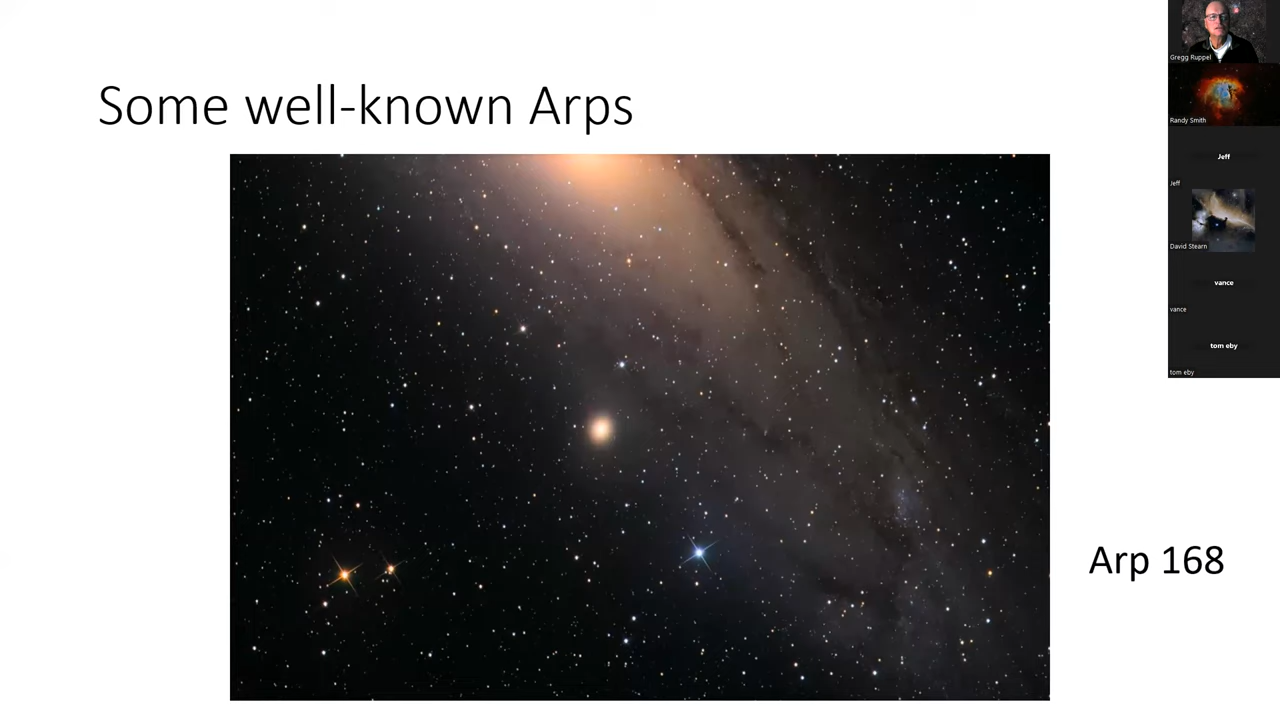 Some well-known Arps
Arp 168
Gregg Ruppel
Randy Smith
Jeff
Jeff
David Stearn
vance
vance
tom eby
tom eby